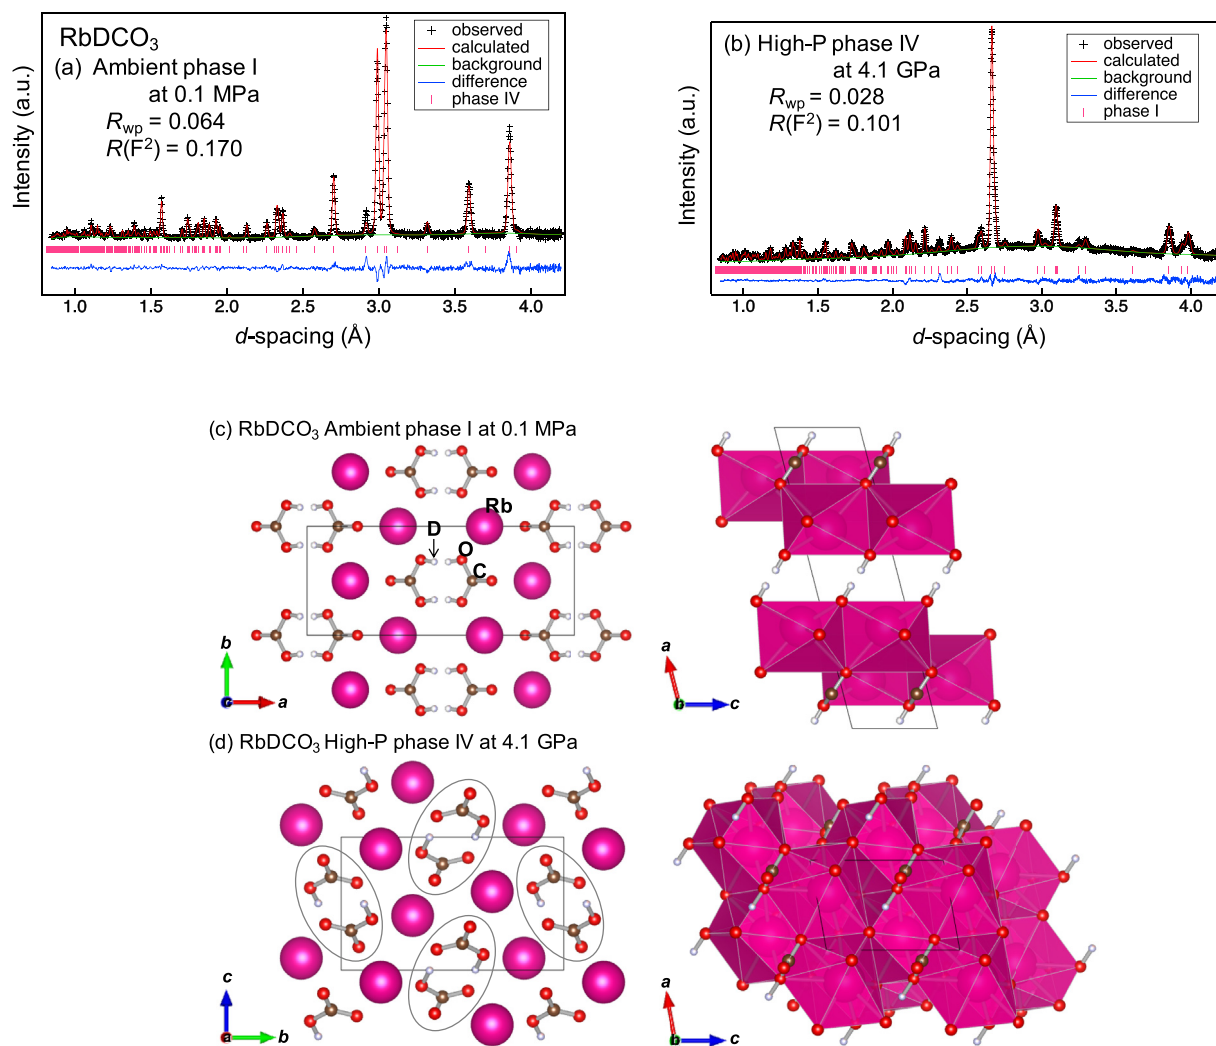 RbDCO3
(a) Ambient phase I
at 0.1 MPa
Rwp = 0.064
R(F2) = 0.170
observed
calculated
background
difference
phase IV
Intensity (a.u.)
1.0 1.5 2.0 2.5 3.0 3.5 4.0
d-spacing (Å)
(b) High-P phase IV
at 4.1 GPa
Rwp = 0.028
R(F2) = 0.101
observed
calculated
background
difference
phase I
Intensity (a.u.)
1.0 1.5 2.0 2.5 3.0 3.5 4.0
d-spacing (Å)
(c) RbDCO3 Ambient phase I at 0.1 MPa
Rb
D
O
C
b
c a
a
b c
(d) RbDCO3 High-P phase IV at 4.1 GPa
c
a b
a
b c